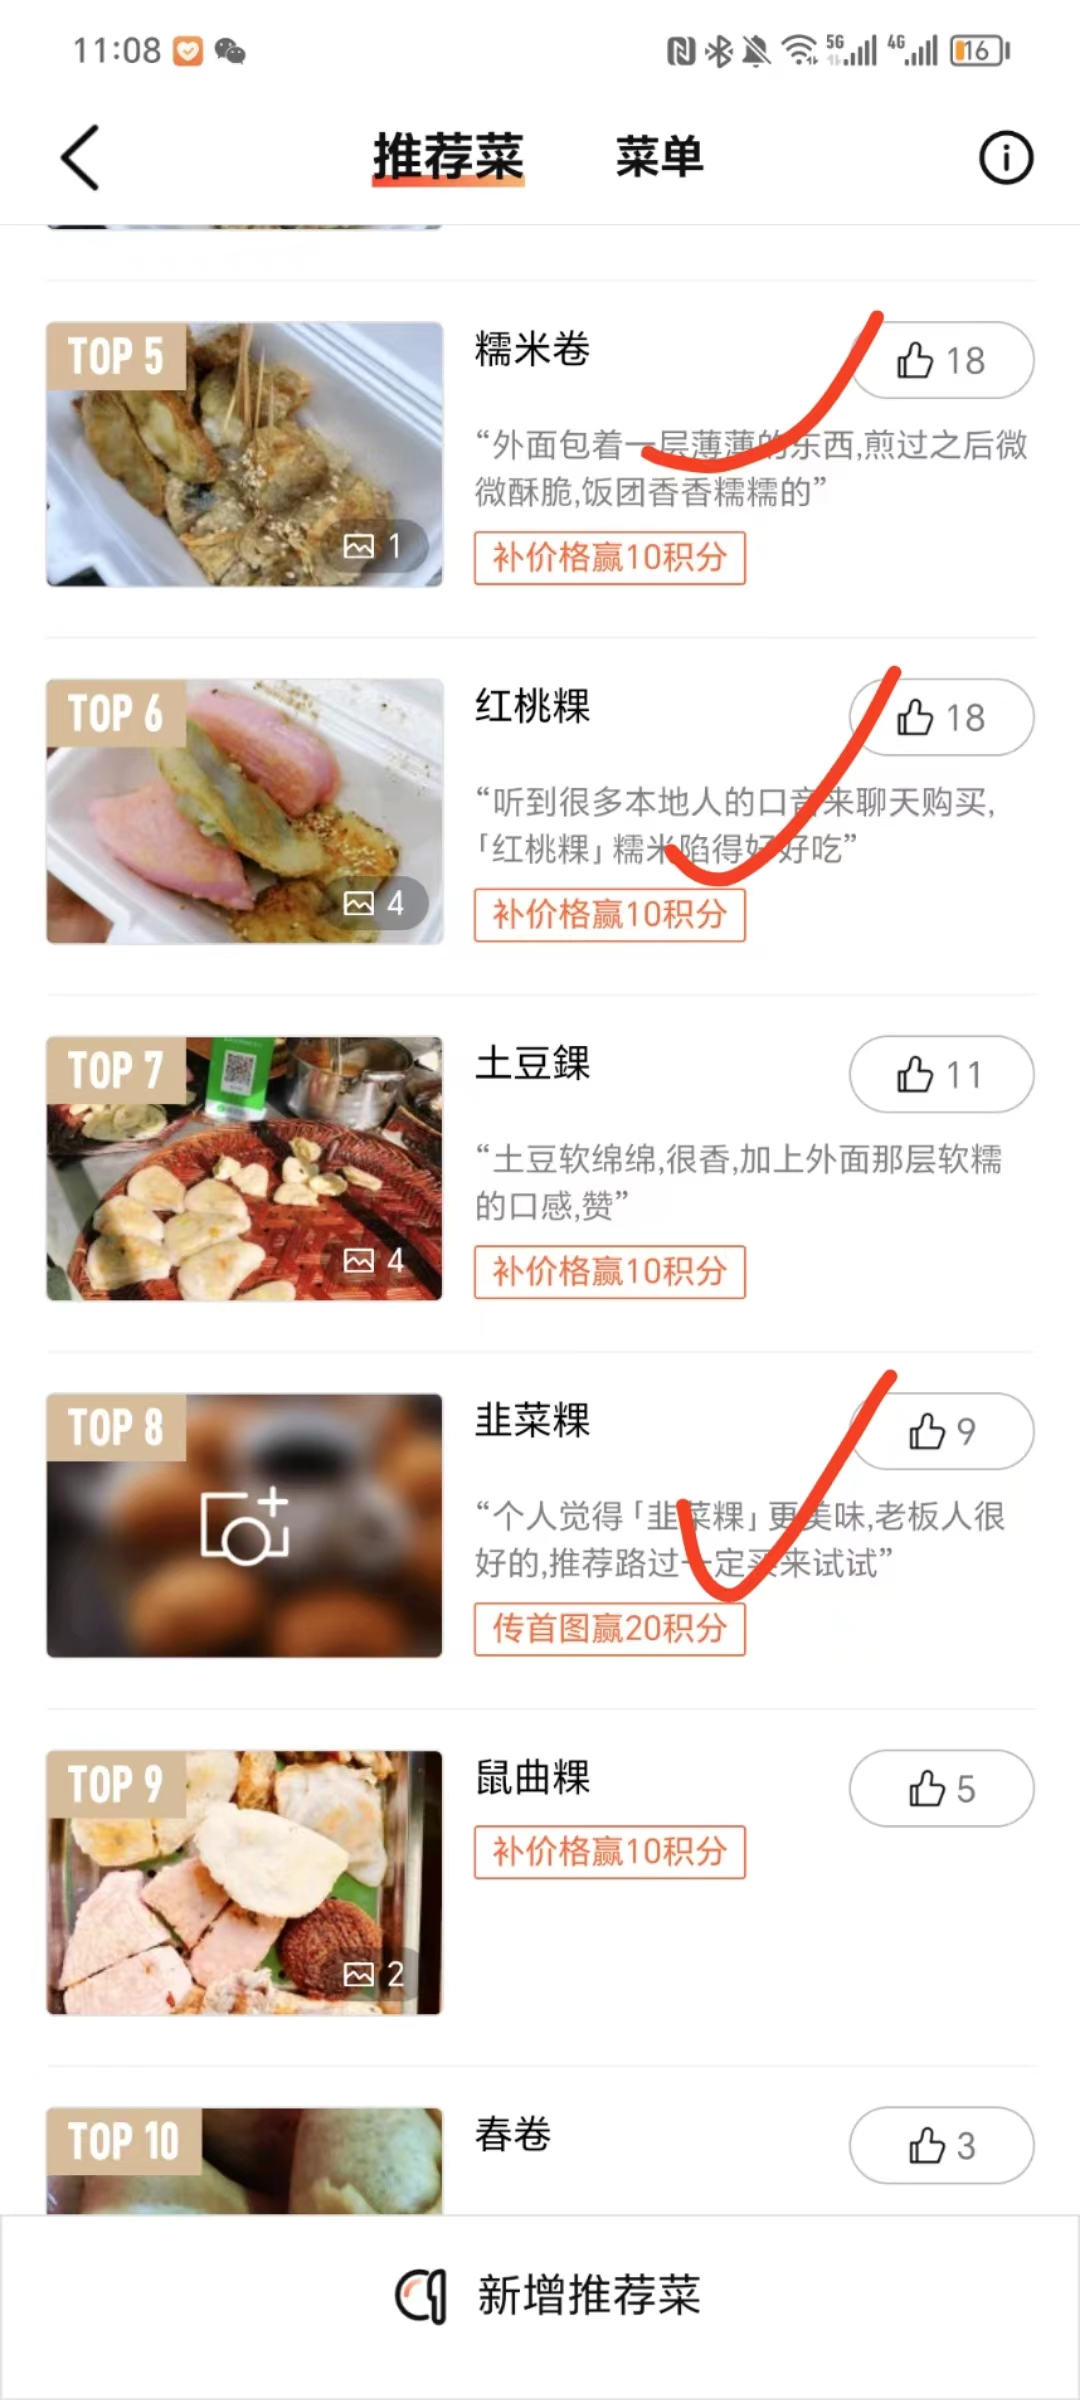 11:08
5G 4G 16
推荐菜 菜单
TOP 5
糯米卷
18
“外面包着一层薄薄的东西,煎过之后微
微酥脆,饭团香香糯糯的”
1
补价格赢10积分
TOP 6
红桃粿
18
“听到很多本地人的口音来聊天购买,
「红桃粿」糯米陷得好好吃”
4
补价格赢10积分
TOP 7
土豆錁
11
“土豆软绵绵,很香,加上外面那层软糯
的口感,赞”
4
补价格赢10积分
TOP 8
韭菜粿
9
“个人觉得「韭菜粿」更美味,老板人很
好的,推荐路过一定买来试试”
传首图赢20积分
TOP 9
鼠曲粿
5
补价格赢10积分
2
TOP 10
春卷
3
新增推荐菜